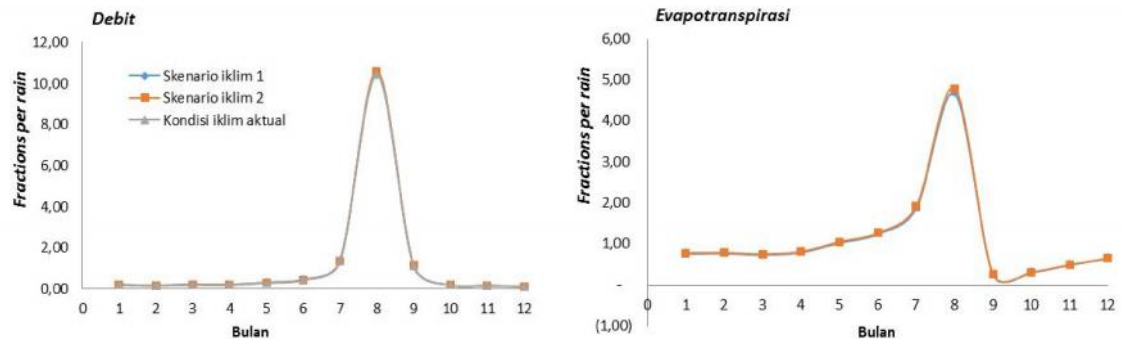 Debit
Fractions per rain
12,00
10,00
8,00
6,00
4,00
2,00
0,00
Skenario iklim 1
Skenario iklim 2
Kondisi iklim aktual
0 1 2 3 4 5 6 7 8 9 10 11 12
Bulan
Evapotranspirasi
Fractions per rain
6,00
5,00
4,00
3,00
2,00
1,00
-
(1,00)
0 1 2 3 4 5 6 7 8 9 10 11 12
Bulan